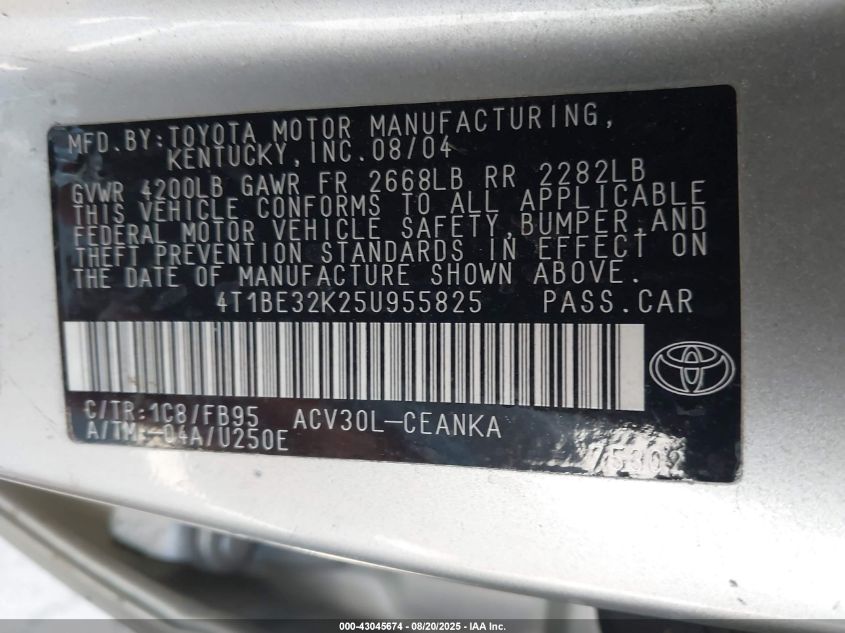 MFD.BY:TOYOTA MOTOR MANUFACTURING,
KENTUCKY,INC.08/04
GVWR 4200LB GAWR FR 2668LB RR 2282LB
THIS VEHICLE CONFORMS TO ALL APPLICABLE
FEDERAL MOTOR VEHICLE SAFETY,BUMPER,AND
THEFT PREVENTION STANDARDS IN EFFECT ON
THE DATE OF MANUFACTURE SHOWN ABOVE.
4T1BE32K25U955825 PASS.CAR
C/TR:1C8/FB95 ACV30L-CEANKA
A/TM:-04A/U250E
000-43045674 - 08/20/2025 - IAA Inc.